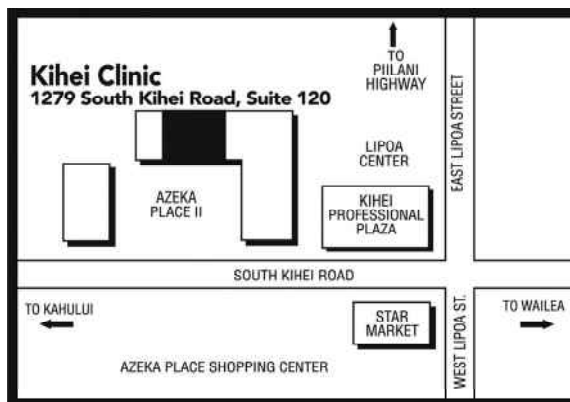 Kihei Clinic
1279 South Kihei Road, Suite 120
TO
PIILANI
HIGHWAY
EAST LIPOA STREET
LIPOA
CENTER
AZEKA
PLACE II
KIHEI
PROFESSIONAL
PLAZA
SOUTH KIHEI ROAD
TO KAHULUI
STAR
MARKET
WEST LIPOA ST.
TO WAILEA
AZEKA PLACE SHOPPING CENTER